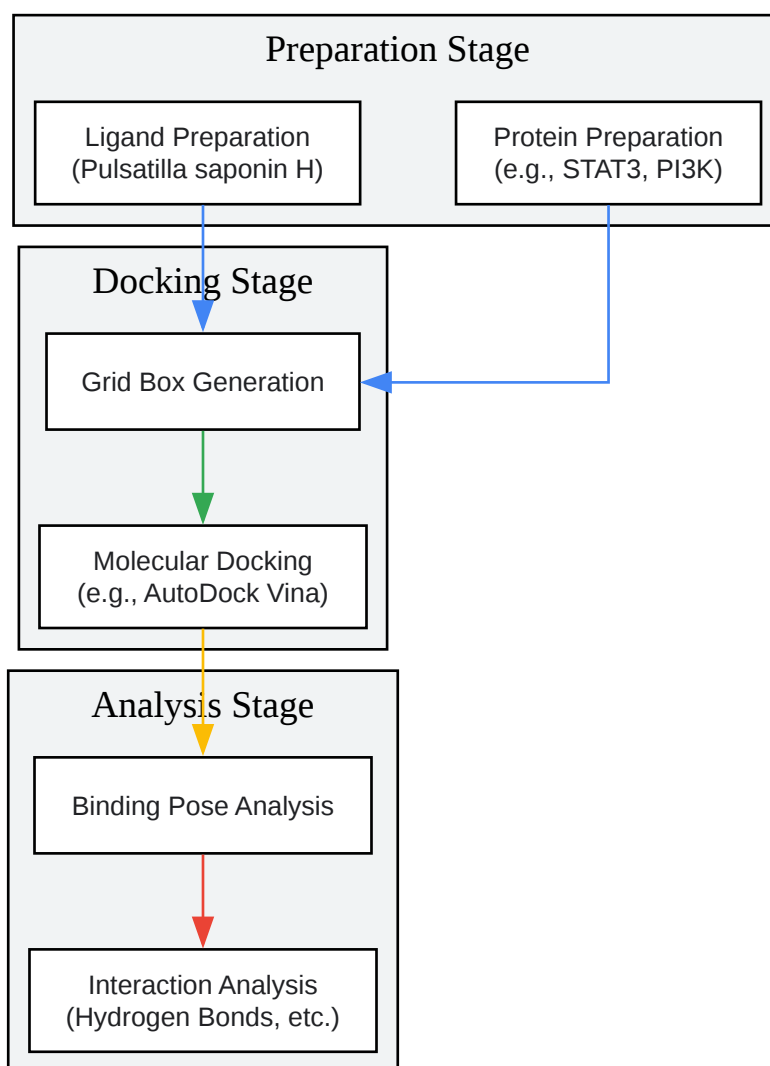 Preparation Stage
Ligand Preparation
(Pulsatilla saponin H)
Protein Preparation
(e.g., STAT3, PI3K)
Docking Stage
Grid Box Generation
Molecular Docking
(e.g., AutoDock Vina)
Analysis Stage
Binding Pose Analysis
Interaction Analysis
(Hydrogen Bonds, etc.)